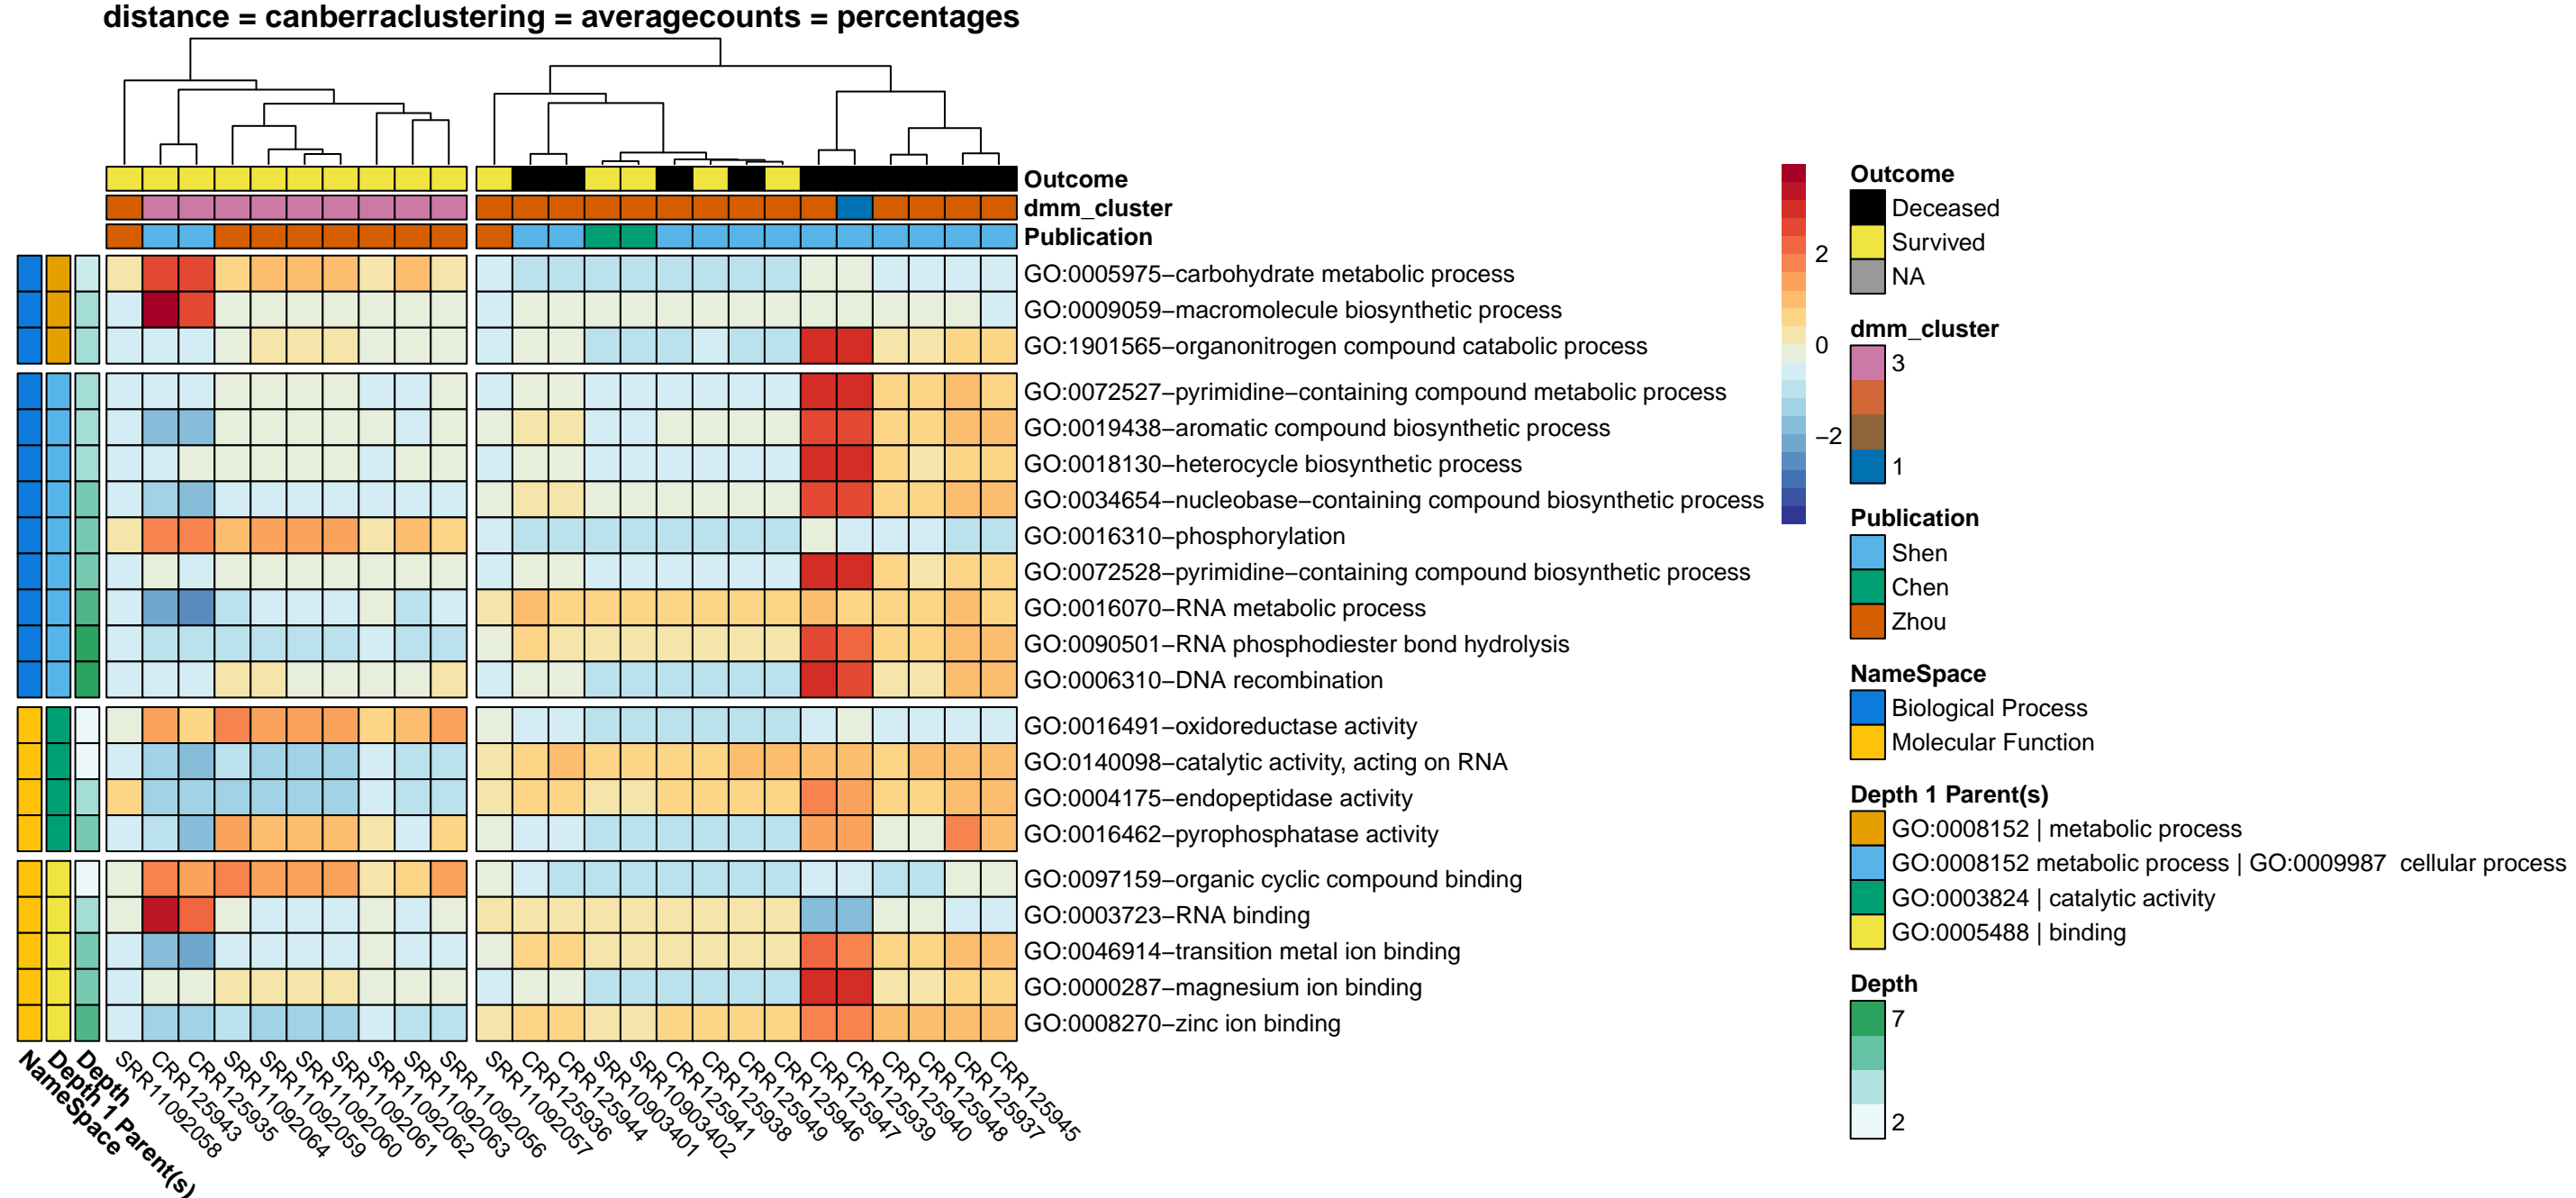 distance = canberraclustering = averagecounts = percentages
Outcome
dmm_cluster
Publication
GO:0005975−carbohydrate metabolic process
GO:0009059−macromolecule biosynthetic process
GO:1901565−organonitrogen compound catabolic process
GO:0072527−pyrimidine−containing compound metabolic process
GO:0019438−aromatic compound biosynthetic process
GO:0018130−heterocycle biosynthetic process
GO:0034654−nucleobase−containing compound biosynthetic process
GO:0016310−phosphorylation
GO:0072528−pyrimidine−containing compound biosynthetic process
GO:0016070−RNA metabolic process
GO:0090501−RNA phosphodiester bond hydrolysis
GO:0006310−DNA recombination
GO:0016491−oxidoreductase activity
GO:0140098−catalytic activity, acting on RNA
GO:0004175−endopeptidase activity
GO:0016462−pyrophosphatase activity
GO:0097159−organic cyclic compound binding
GO:0003723−RNA binding
GO:0046914−transition metal ion binding
GO:0000287−magnesium ion binding
GO:0008270−zinc ion binding
NameSpace
Depth 1 Parent(s)
Depth
SRR11092058
CRR125943
CRR125935
SRR11092064
SRR11092059
SRR11092060
SRR11092061
SRR11092062
SRR11092063
SRR11092056
SRR11092057
CRR125936
CRR125944
SRR10903401
SRR10903402
CRR125941
CRR125938
CRR125949
CRR125946
CRR125947
CRR125939
CRR125940
CRR125948
CRR125937
CRR125945
2
0
−2
Outcome
Deceased
Survived
NA
dmm_cluster
3
1
Publication
Shen
Chen
Zhou
NameSpace
Biological Process
Molecular Function
Depth 1 Parent(s)
GO:0008152 | metabolic process
GO:0008152 metabolic process | GO:0009987  cellular process
GO:0003824 | catalytic activity
GO:0005488 | binding
Depth
7
2